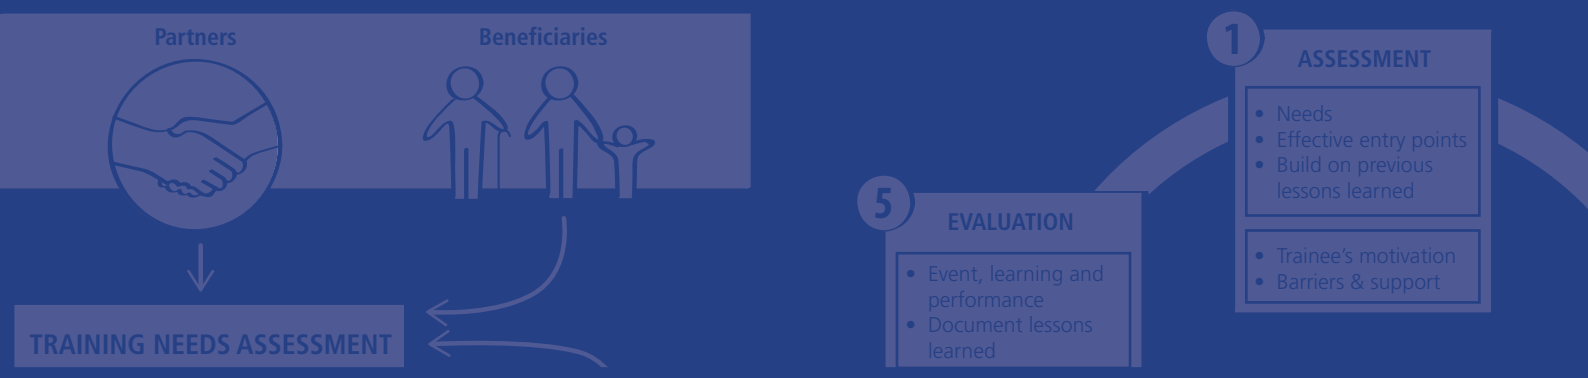 Partners
Beneficiaries
TRAINING NEEDS ASSESSMENT
1
ASSESSMENT
• Needs
• Effective entry points
• Build on previous
lessons learned
• Trainee's motivation
• Barriers & support
5
EVALUATION
• Event, learning and
performance
• Document lessons
learned